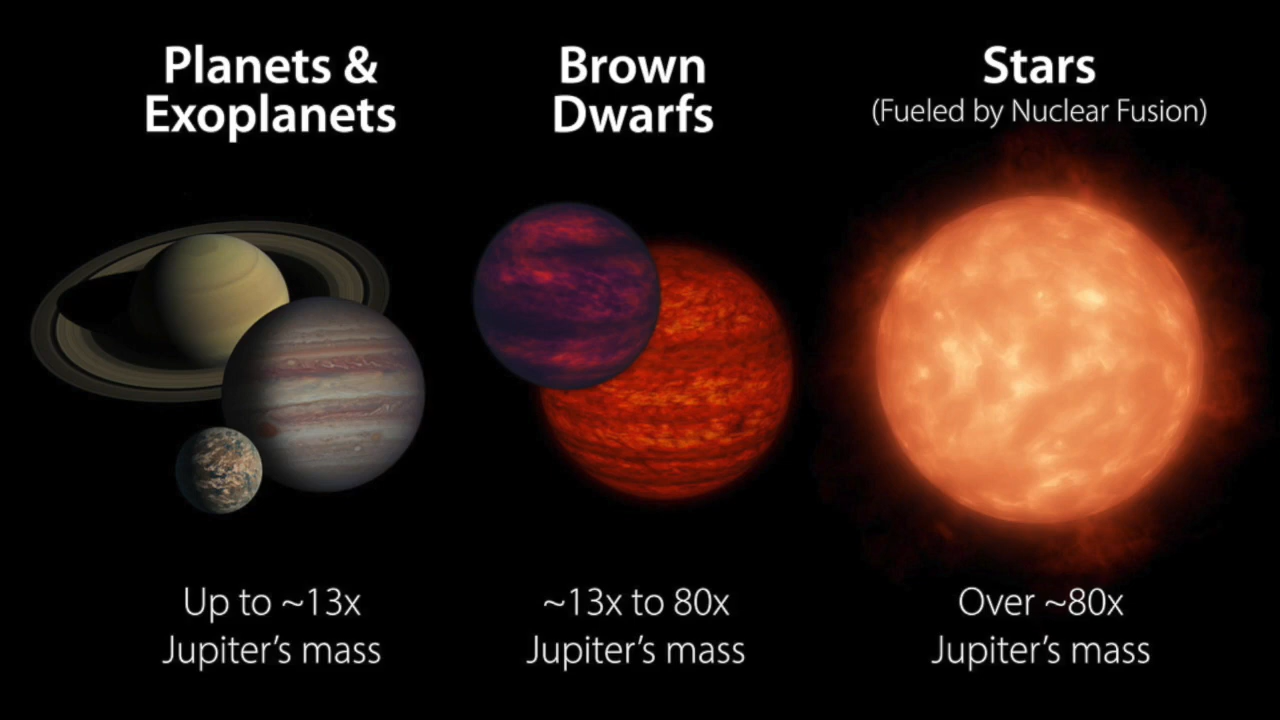 Planets &
Exoplanets
Brown
Dwarfs
Stars
(Fueled by Nuclear Fusion)
Up to ~13x
Jupiter’s mass
~13x to 80x
Jupiter’s mass
Over ~80x
Jupiter’s mass